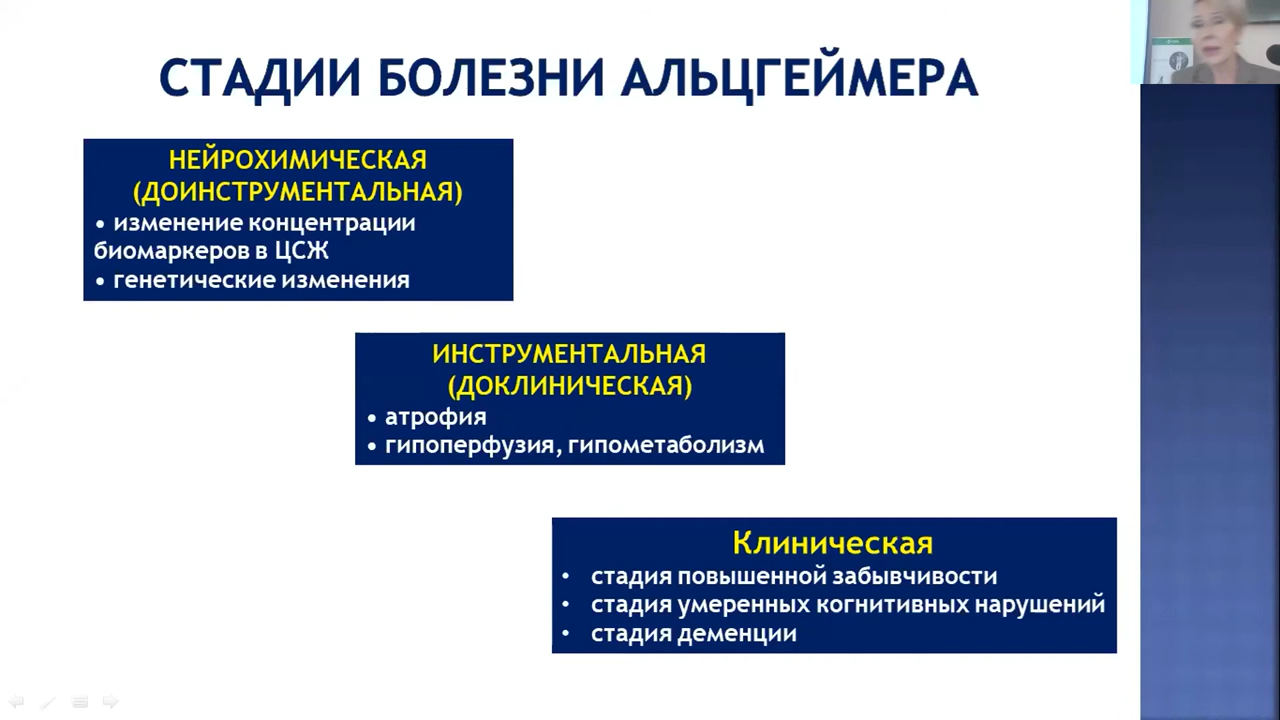 СТАДИИ БОЛЕЗНИ АЛЬЦГЕЙМЕРА
НЕЙРОХИМИЧЕСКАЯ
(ДОИНСТРУМЕНТАЛЬНАЯ)
• изменение концентрации
биомаркеров в ЦСЖ
• генетические изменения
ИНСТРУМЕНТАЛЬНАЯ
(ДОКЛИНИЧЕСКАЯ)
• атрофия
• гипоперфузия, гипометаболизм
Клиническая
• стадия повышенной забывчивости
• стадия умеренных когнитивных нарушений
• стадия деменции